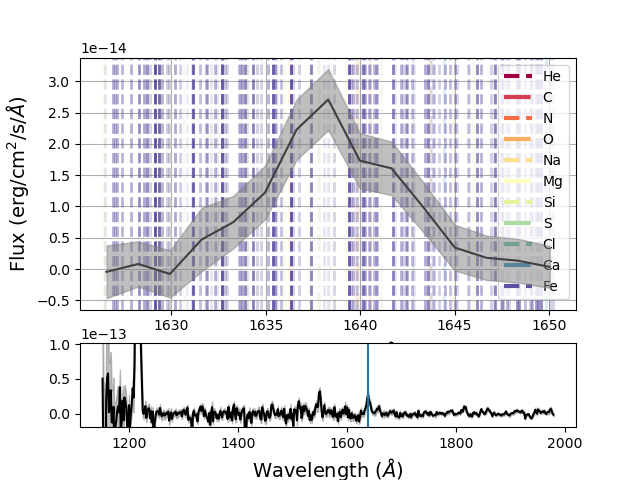 1e−14
3.0
2.5
2.0
1.5
1.0
0.5
0.0
−0.5
Flux (erg/cm²/s/Å)
He
C
N
O
Na
Mg
Si
S
Cl
Ca
Fe
1630
1635
1640
1645
1650
1e−13
1.0
0.5
0.0
1200
1400
1600
1800
2000
Wavelength (Å)